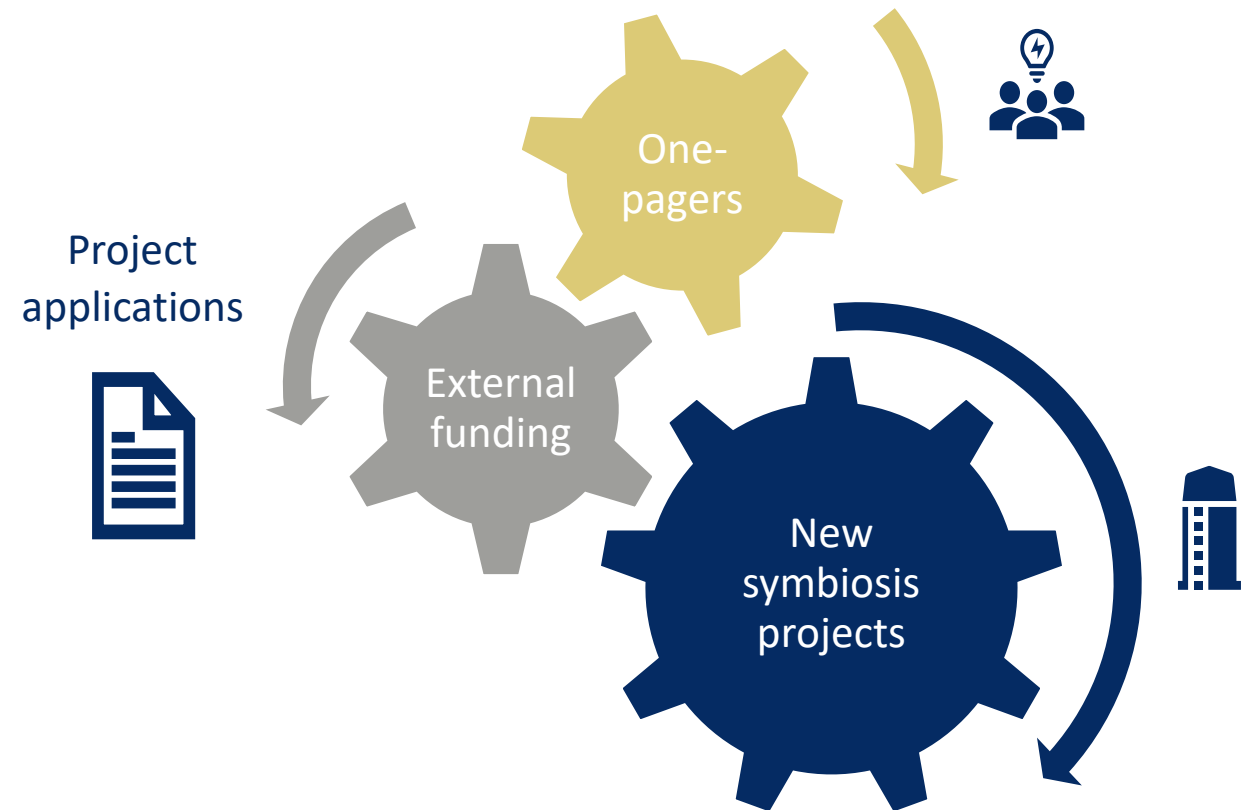 One-
pagers
Project
applications
External
funding
New
symbiosis
projects